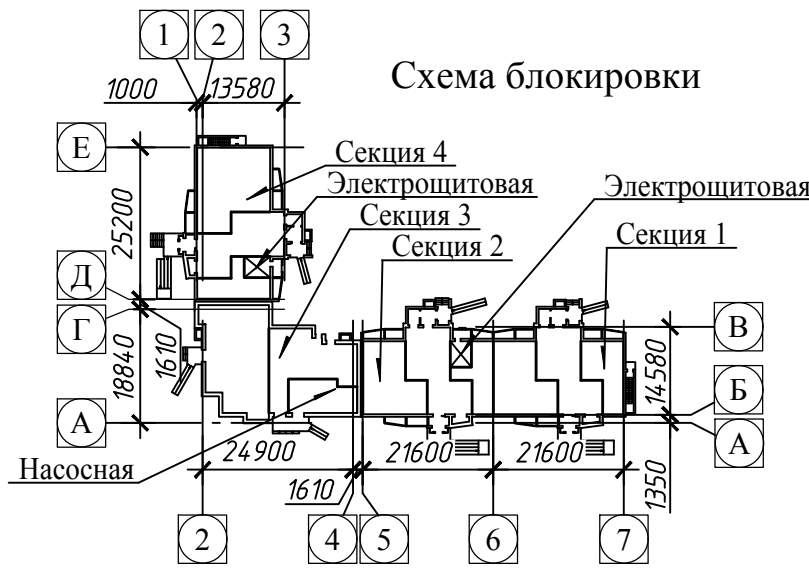 1 2 3
Схема блокировки
1000 13580
Е
Секция 4
Электрощитовая Электрощитовая
Секция 3 Секция 1
Секция 2
25200
Д
Г
В
1610
18840
14580
Б
А
А
24900 21600 21600
Насосная
1610
1350
2 4 5 6 7